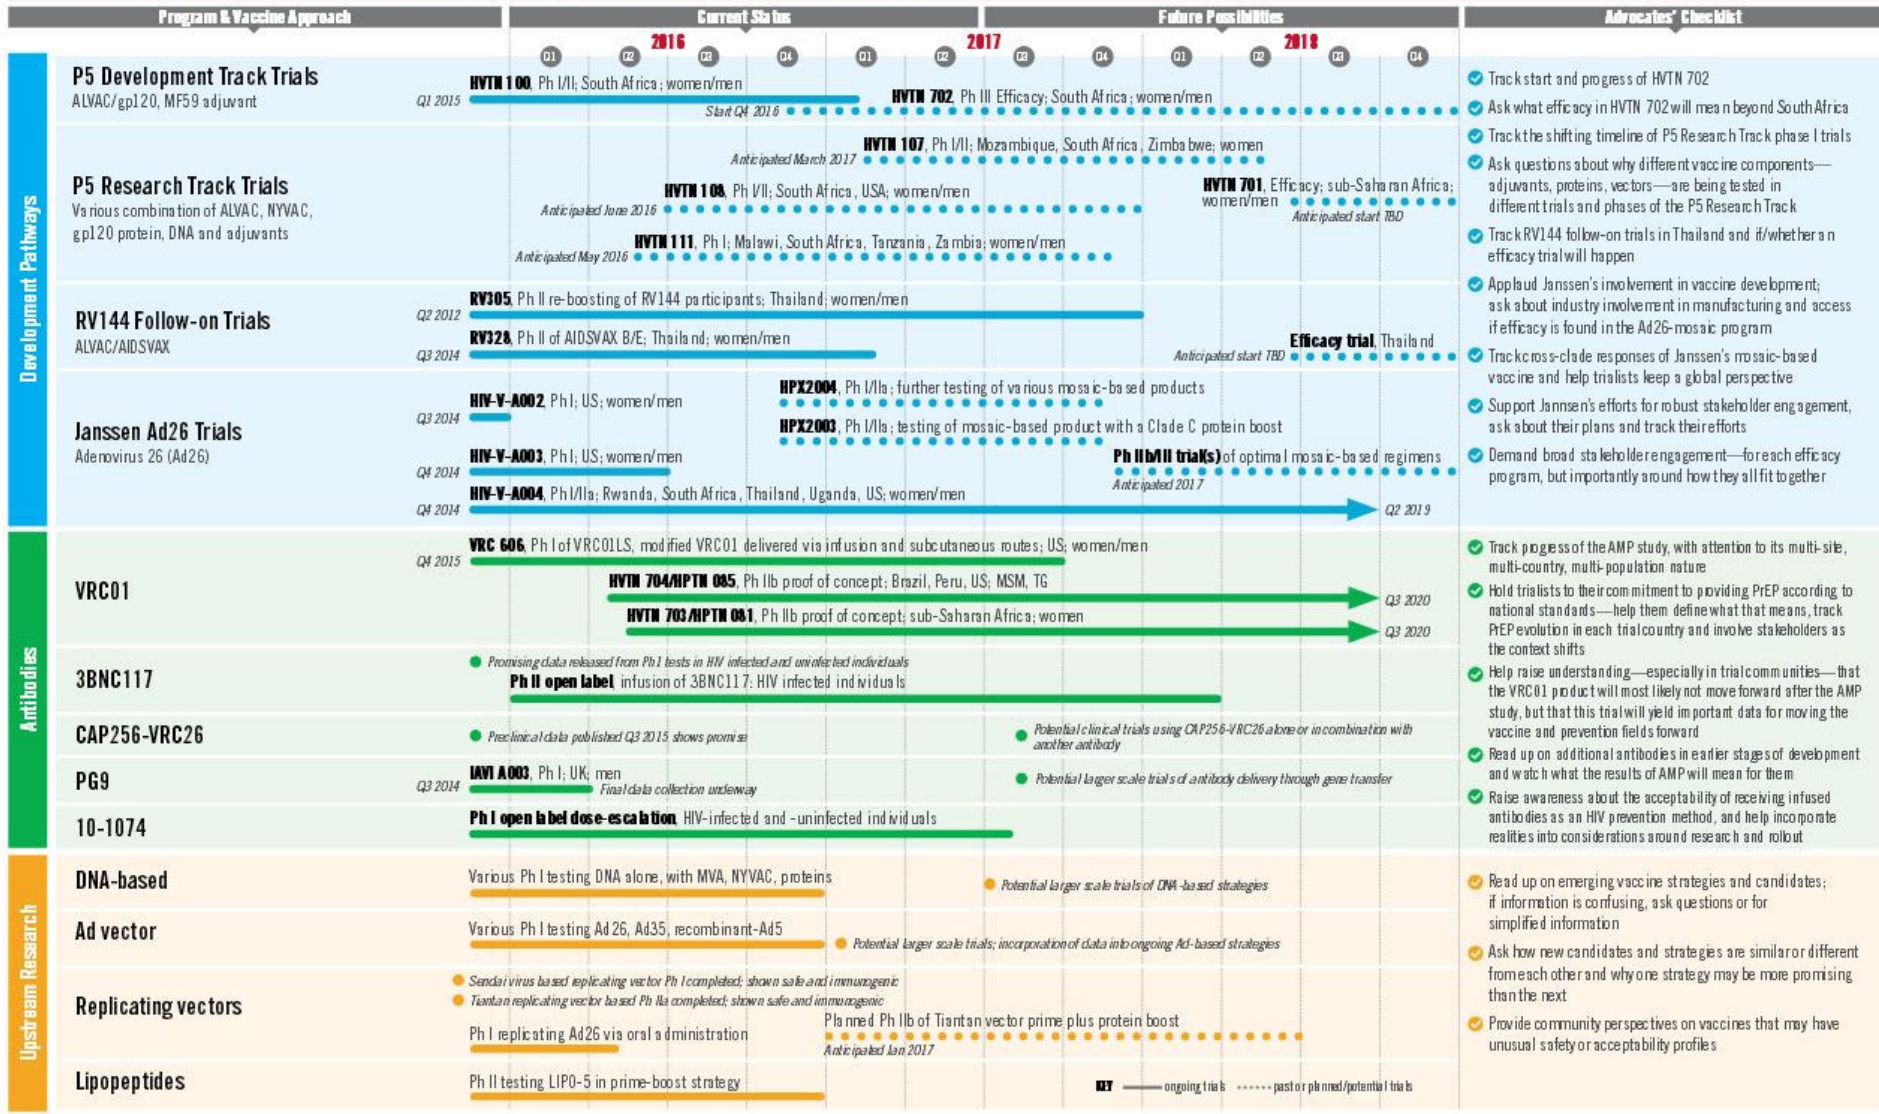 Program & Vaccine Approach
Current Status
Future Possibilities
Advocates' Checklist
2016
2017
2018
Q1
Q2
Q3
Q4
Q1
Q2
Q3
Q4
Q1
Q2
Q3
Q4
Development Pathways
P5 Development Track Trials
ALVAC/gp120, MF59 adjuvant
Q1 2015
HVTN 100, Ph I/II; South Africa; women/men
HVTN 702, Ph III Efficacy; South Africa; women/men
Start Q4 2016
P5 Research Track Trials
Various combination of ALVAC, NYVAC,
gp120 protein, DNA and adjuvants
HVTN 107, Ph I/II; Mozambique, South Africa, Zimbabwe; women
Anticipated March 2017
HVTN 108, Ph I/II; South Africa, USA; women/men
Anticipated June 2016
HVTN 701, Efficacy; sub-Saharan Africa;
women/men
Anticipated start TBD
HVTN 111, Ph I; Malawi, South Africa, Tanzania, Zambia; women/men
Anticipated May 2016
RV144 Follow-on Trials
ALVAC/AIDSVAX
RV305, Ph II re-boosting of RV144 participants; Thailand; women/men
Q2 2012
RV328, Ph II of AIDSVAX B/E; Thailand; women/men
Q3 2014
Efficacy trial, Thailand
Anticipated start TBD
Janssen Ad26 Trials
Adenovirus 26 (Ad26)
HIV-V-A002, Ph I; US; women/men
Q3 2014
HPX2004, Ph I/IIa; further testing of various mosaic-based products
HPX2003, Ph I/IIa; testing of mosaic-based product with a Clade C protein boost
HIV-V-A003, Ph I; US; women/men
Q4 2014
Ph IIb/III trial(s) of optimal mosaic-based regimens
Anticipated 2017
HIV-V-A004, Ph I/IIa; Rwanda, South Africa, Thailand, Uganda, US; women/men
Q4 2014
Q2 2019
Track start and progress of HVTN 702
Ask what efficacy in HVTN 702 will mean beyond South Africa
Track the shifting timeline of P5 Research Track phase I trials
Ask questions about why different vaccine components—
adjuvants, proteins, vectors—are being tested in
different trials and phases of the P5 Research Track
Track RV144 follow-on trials in Thailand and if/whether an
efficacy trial will happen
Applaud Janssen's involvement in vaccine development;
ask about industry involvement in manufacturing and access
if efficacy is found in the Ad26-mosaic program
Track cross-clade responses of Janssen's mosaic-based
vaccine and help trialists keep a global perspective
Support Jannsen's efforts for robust stakeholder engagement,
ask about their plans and track their efforts
Demand broad stakeholder engagement—for each efficacy
program, but importantly around how they all fit together
Antibodies
VRC01
VRC 606, Ph I of VRC01LS, modified VRC01 delivered via infusion and subcutaneous routes; US; women/men
Q4 2015
HVTN 704/HPTN 085, Ph IIb proof of concept; Brazil, Peru, US; MSM, TG
Q3 2020
HVTN 703/HPTN 081, Ph IIb proof of concept; sub-Saharan Africa; women
Q3 2020
3BNC117
Promising data released from Ph I tests in HIV infected and uninfected individuals
Ph II open label, infusion of 3BNC117: HIV infected individuals
CAP256-VRC26
Preclinical data published Q3 2015 shows promise
Potential clinical trials using CAP256-VRC26 alone or in combination with
another antibody
PG9
IAVI A003, Ph I; UK; men
Q3 2014
Final data collection underway
Potential larger scale trials of antibody delivery through gene transfer
10-1074
Ph I open label dose-escalation, HIV-infected and -uninfected individuals
Track progress of the AMP study, with attention to its multi-site,
multi-country, multi-population nature
Hold trialists to their commitment to providing PrEP according to
national standards—help them define what that means, track
PrEP evolution in each trial country and involve stakeholders as
the context shifts
Help raise understanding—especially in trial communities—that
the VRC01 product will most likely not move forward after the AMP
study, but that this trial will yield important data for moving the
vaccine and prevention fields forward
Read up on additional antibodies in earlier stages of development
and watch what the results of AMP will mean for them
Raise awareness about the acceptability of receiving infused
antibodies as an HIV prevention method, and help incorporate
realities into considerations around research and rollout
Upstream Research
DNA-based
Various Ph I testing DNA alone, with MVA, NYVAC, proteins
Potential larger scale trials of DNA-based strategies
Ad vector
Various Ph I testing Ad26, Ad35, recombinant-Ad5
Potential larger scale trials; incorporation of data into ongoing Ad-based strategies
Replicating vectors
Sendai virus based replicating vector Ph I completed; shown safe and immunogenic
Tiantan replicating vector based Ph IIa completed; shown safe and immunogenic
Ph I replicating Ad26 via oral administration
Planned Ph IIb of Tiantan vector prime plus protein boost
Anticipated Jan 2017
Lipopeptides
Ph II testing LIPO-5 in prime-boost strategy
KEY
ongoing trials
past or planned/potential trials
Read up on emerging vaccine strategies and candidates;
if information is confusing, ask questions or for
simplified information
Ask how new candidates and strategies are similar or different
from each other and why one strategy may be more promising
than the next
Provide community perspectives on vaccines that may have
unusual safety or acceptability profiles